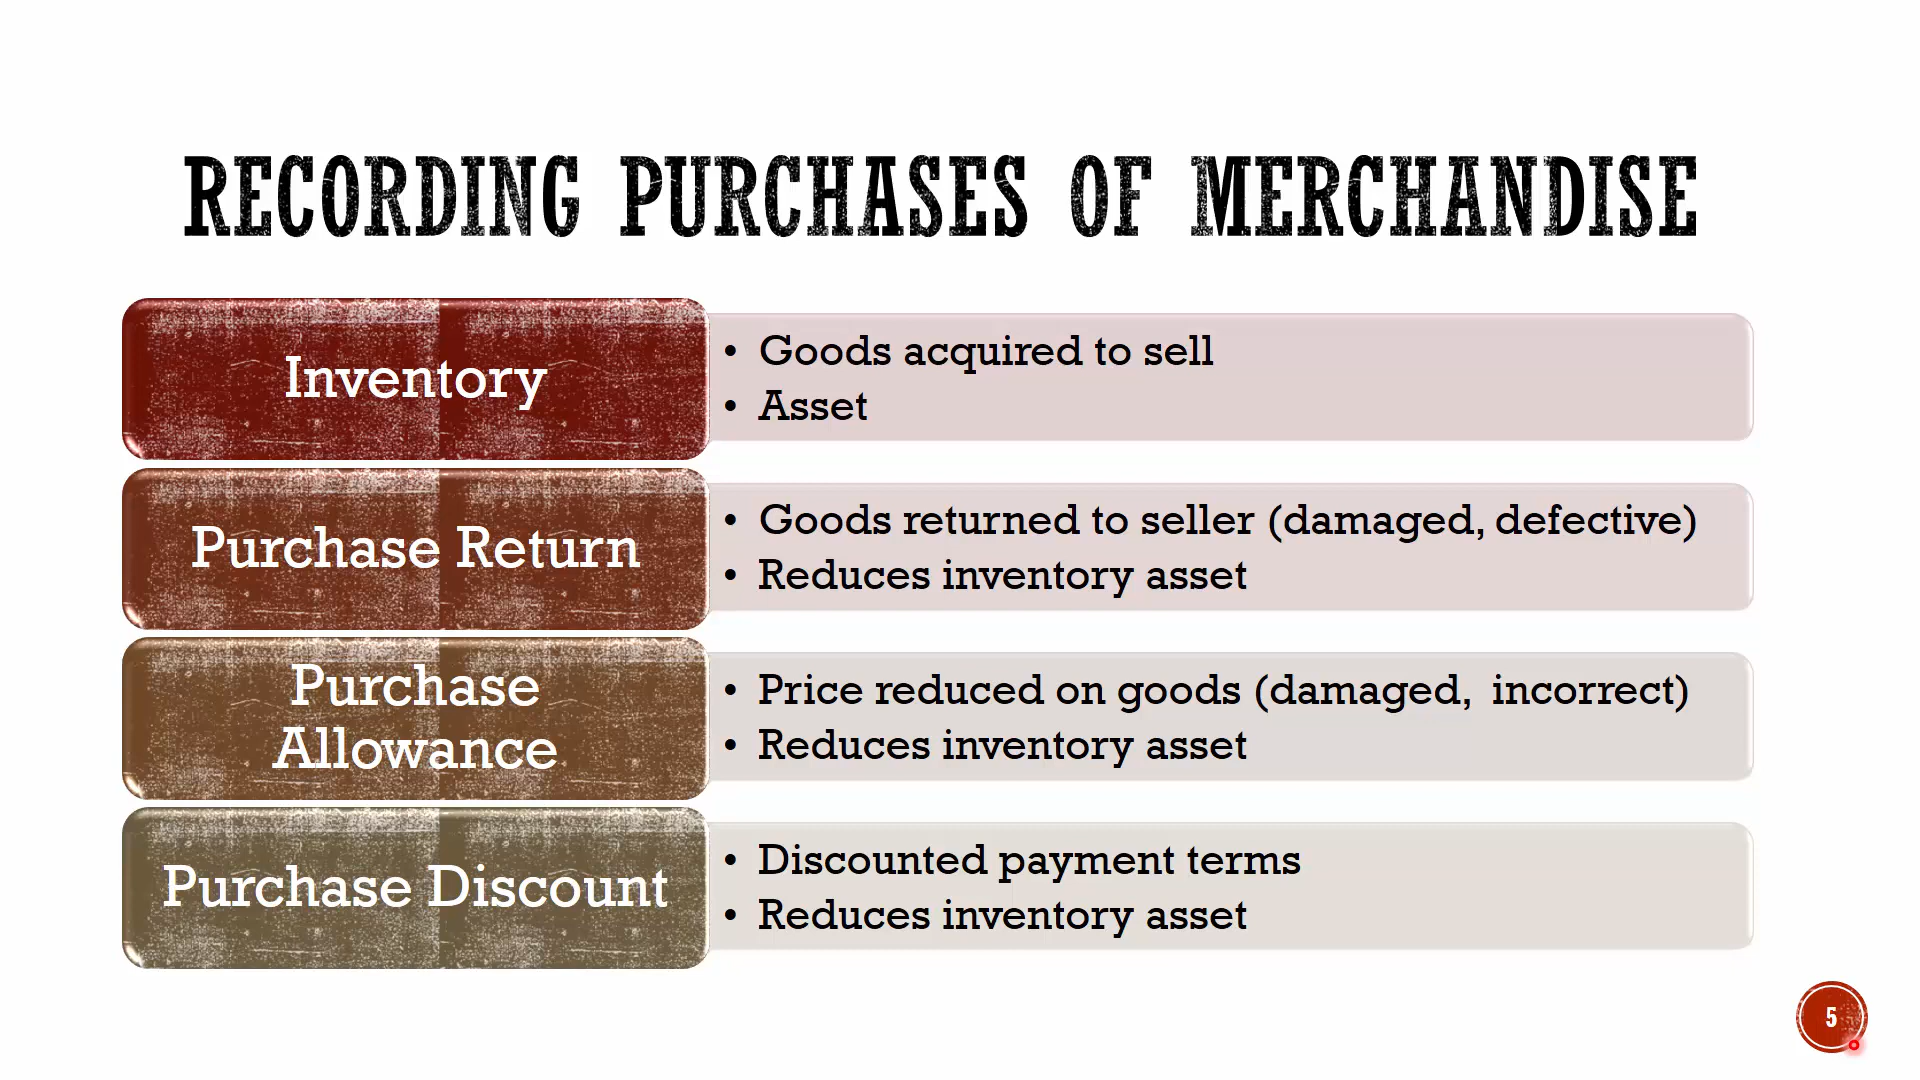 RECORDING PURCHASES OF MERCHANDISE
Inventory
• Goods acquired to sell
• Asset
Purchase Return
• Goods returned to seller (damaged, defective)
• Reduces inventory asset
Purchase
Allowance
• Price reduced on goods (damaged, incorrect)
• Reduces inventory asset
Purchase Discount
• Discounted payment terms
• Reduces inventory asset
5